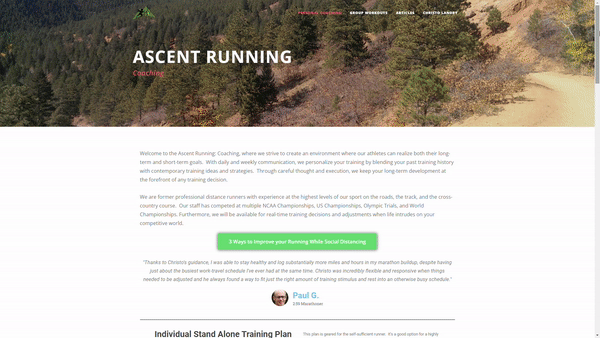 PERSONAL COACHING GROUP WORKOUTS ARTICLES CHRISTO LANDRY
ASCENT RUNNING
Coaching
Welcome to the Ascent Running: Coaching, where we strive to create an environment where our athletes can realize both their long-
term and short term goals. With daily and weekly communication, we personalize your training by blending your past training history
with contemporary training ideas and strategies. Through careful thought and execution, we keep your long-term development at
the forefront of any training decision.
We are former professional distance runners with experience at the highest levels of our sport on the roads, the track, and the cross-
country course. Our staff has competed at multiple NCAA Championships, US Championships, Olympic Trials, and World
Championships. Furthermore, we will be available for real-time training decisions and adjustments when life intrudes on your
competitive world.
3 Ways to improve your Running While Social Distancing
"Thanks to Christo's guidance, I was able to stay healthy and log substantially more miles and hours in my marathon buildup, despite having
just about the busiest work-travel schedule I've ever had at the same time. Christo was incredibly flexible and responsive when things
needed to be adjusted and he always found a way to fit just the right amount of training stimulus and rest into an otherwise busy schedule."
Paul G.
2:55 Marathoner
Individual Stand Alone Training Plan
This plan is geared for the self-sufficient runner. It's a good option for a highly